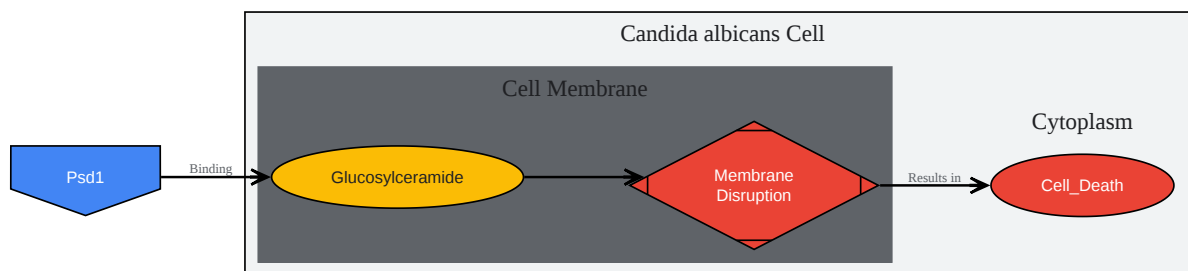 Candida albicans Cell
Cell Membrane
Cytoplasm
Psd1
Binding
Glucosylceramide
Membrane
Disruption
Results in
Cell_Death